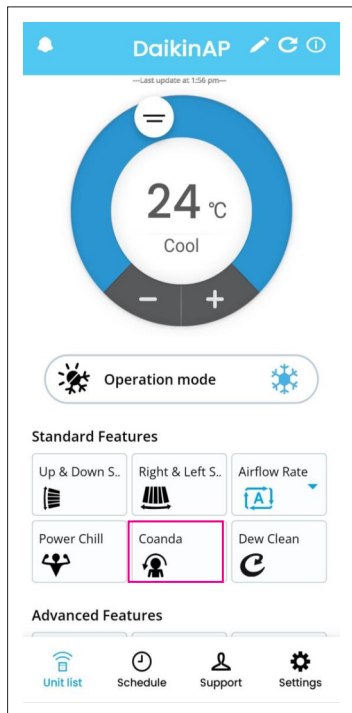 DaikinAP
---Last update at 1:56 pm---
24 °C
Cool
Operation mode
Standard Features
Up & Down S..
Right & Left S..
Airflow Rate
A
Power Chill
Coanda
Dew Clean
Advanced Features
Unit list
Schedule
Support
Settings